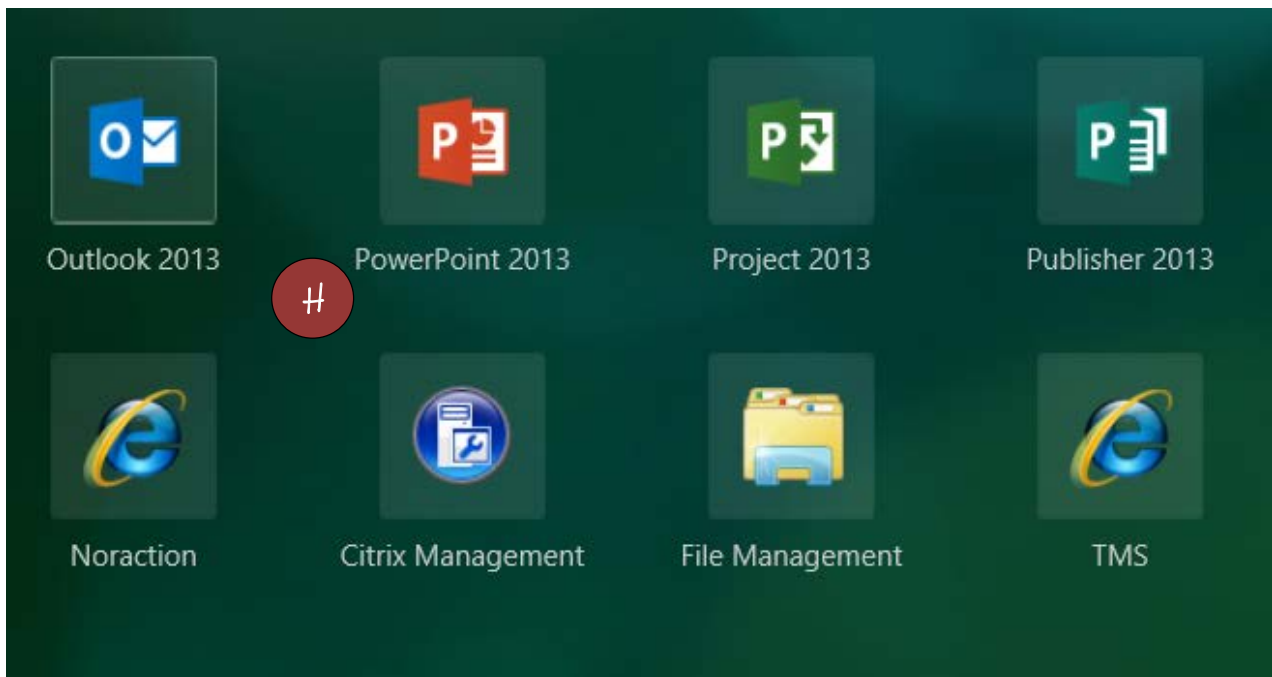 Outlook 2013
PowerPoint 2013
Project 2013
Publisher 2013
#
Noraction
Citrix Management
File Management
TMS